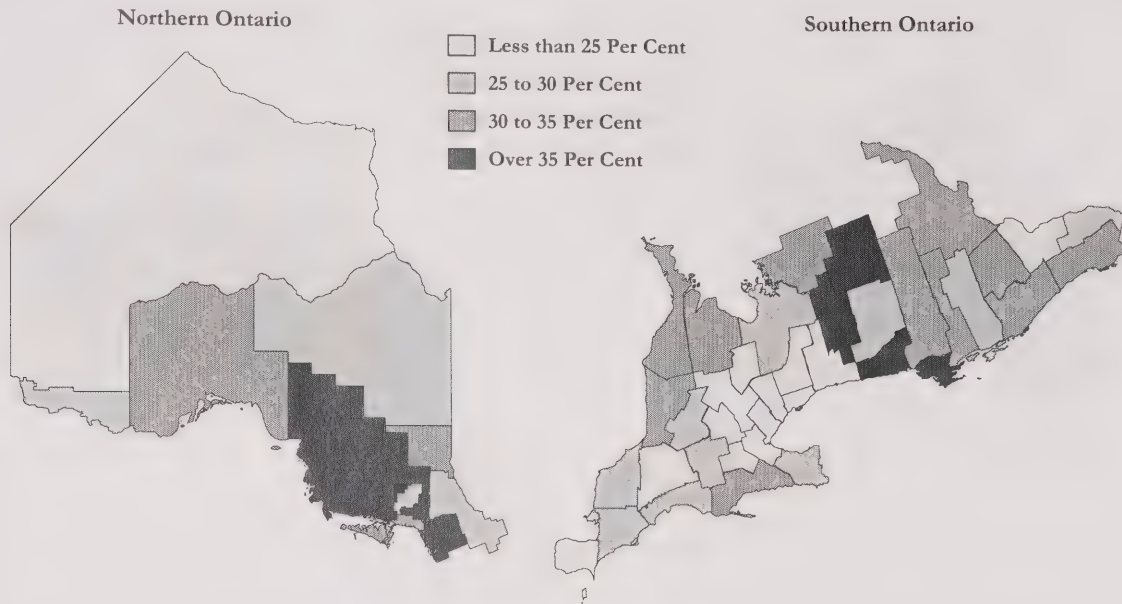 Northern Ontario
Southern Ontario
Less than 25 Per Cent
25 to 30 Per Cent
30 to 35 Per Cent
Over 35 Per Cent